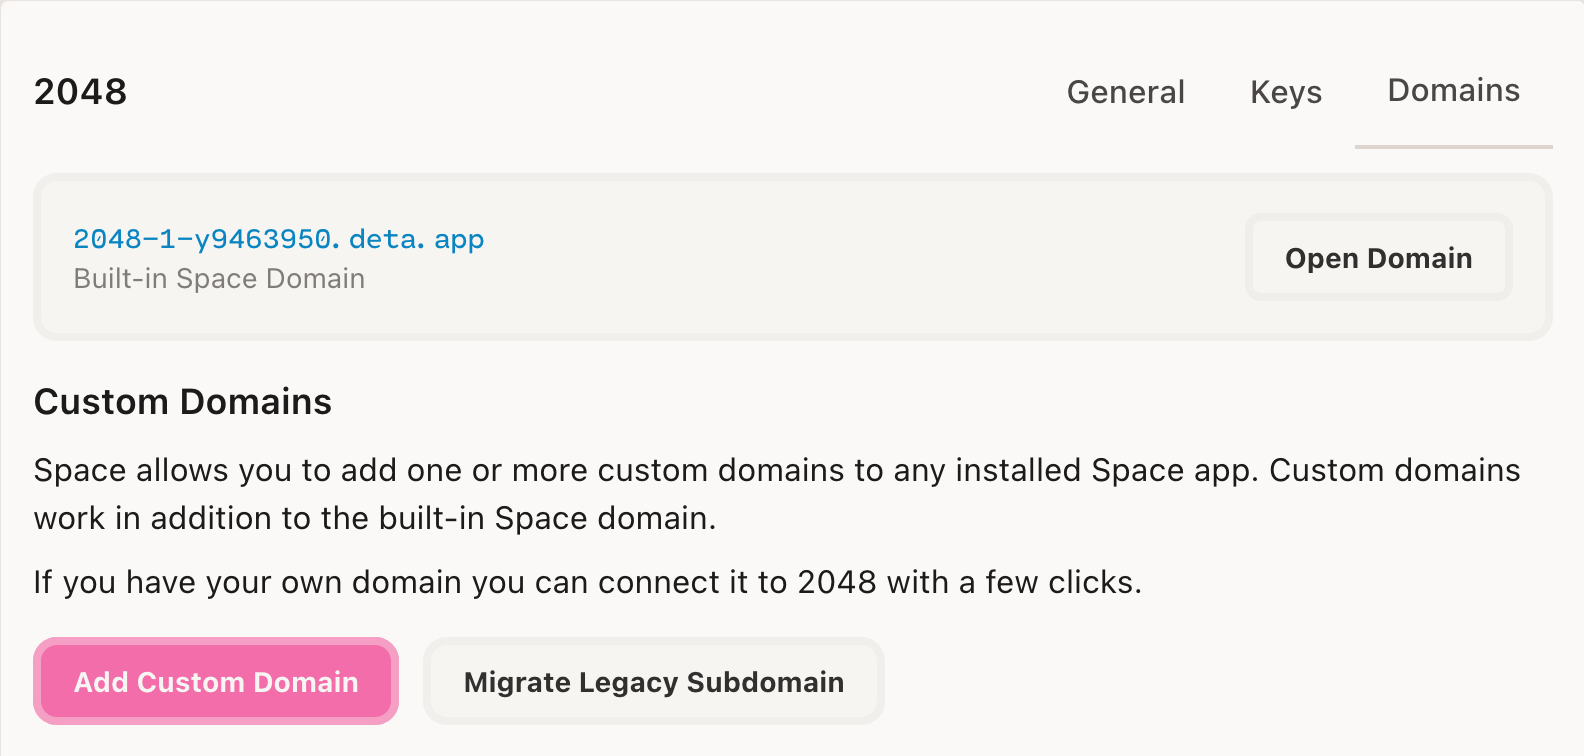 2048
General
Keys
Domains
2048-1-y9463950.deta.app
Built-in Space Domain
Open Domain
Custom Domains
Space allows you to add one or more custom domains to any installed Space app. Custom domains
work in addition to the built-in Space domain.
If you have your own domain you can connect it to 2048 with a few clicks.
Add Custom Domain
Migrate Legacy Subdomain